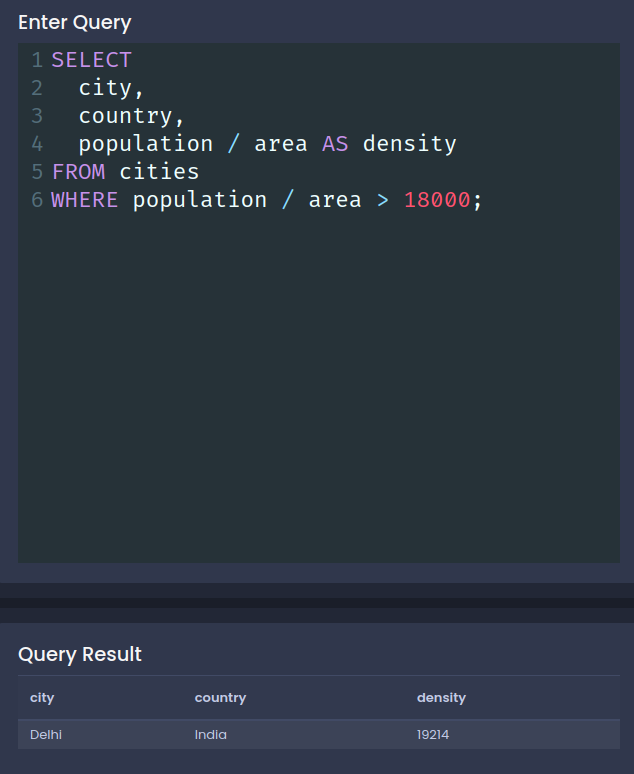 Enter Query
1 SELECT
2 city,
3 country,
4 population / area AS density
5 FROM cities
6 WHERE population / area > 18000;
Query Result
city country density
Delhi India 19214